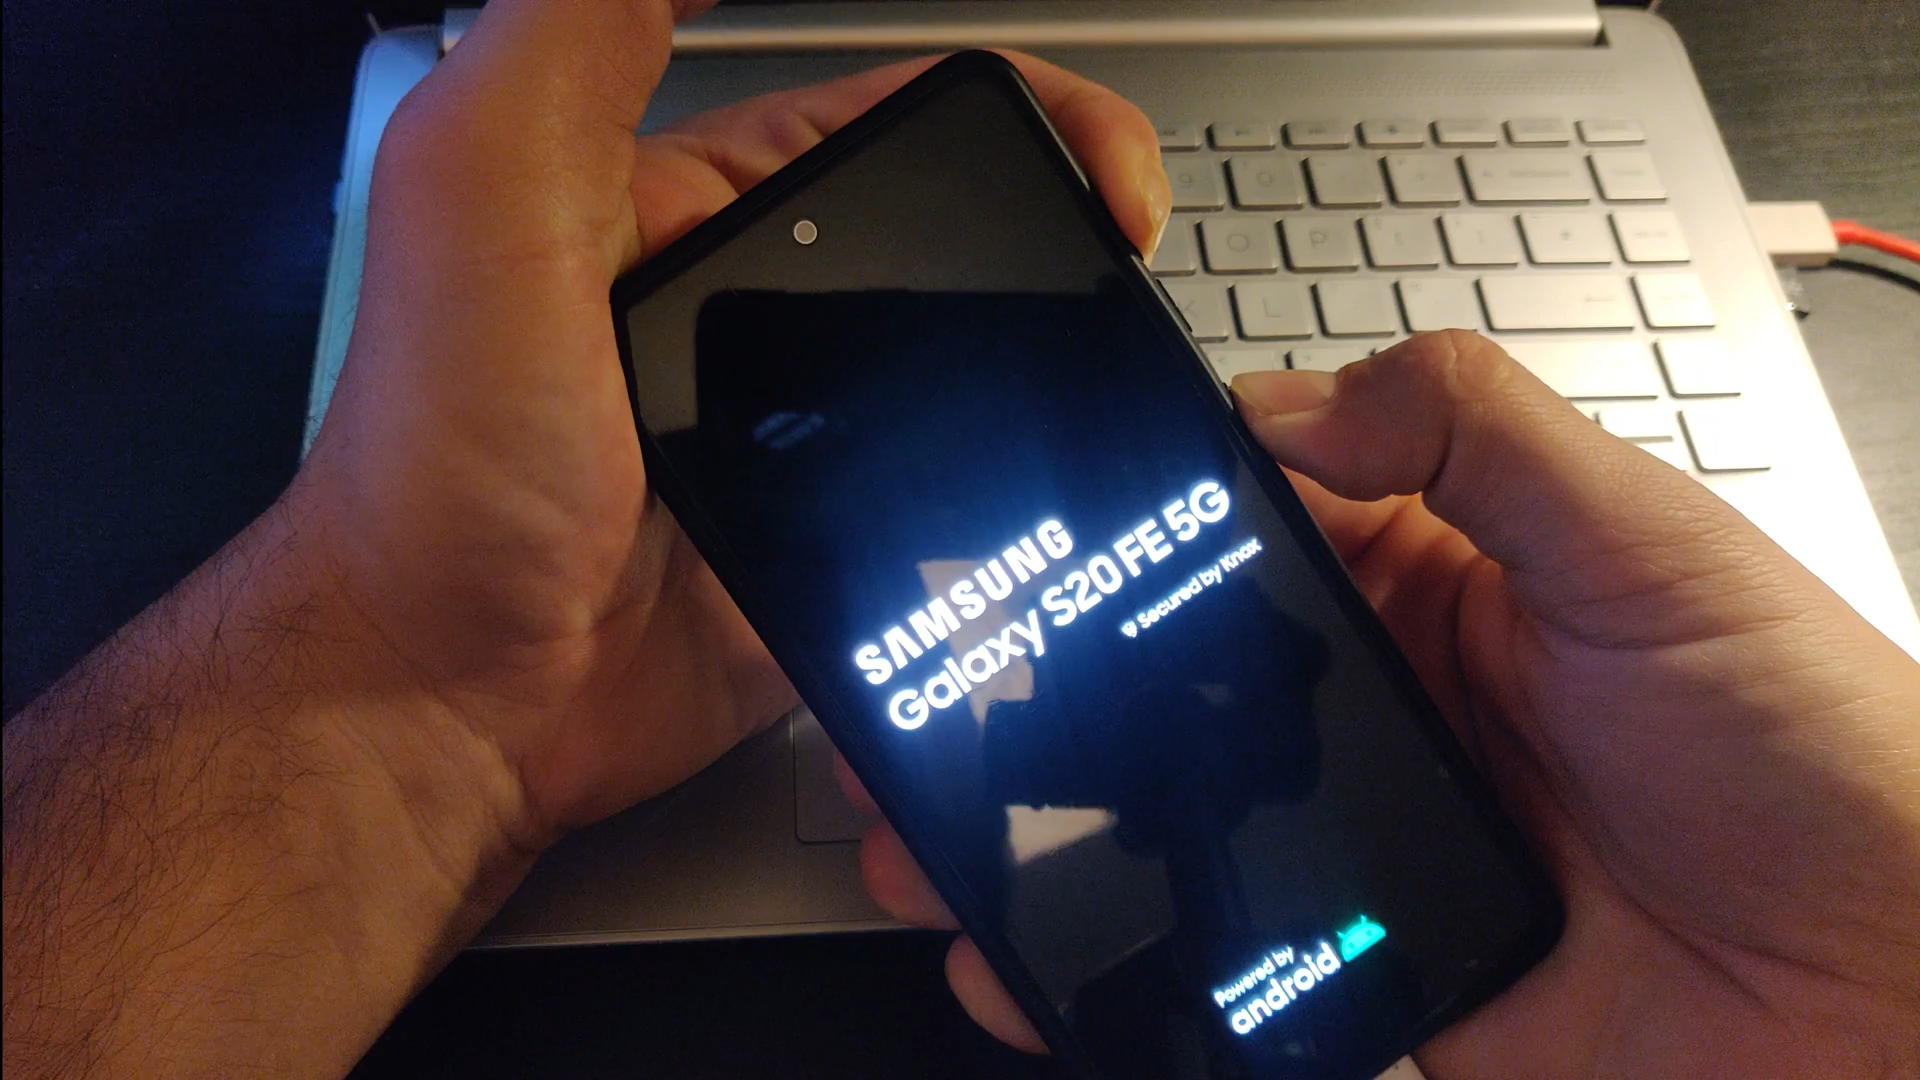 SAMSUNG
Galaxy S20 FE 5G
Secured by Knox
Powered by
android
O
P
K
L